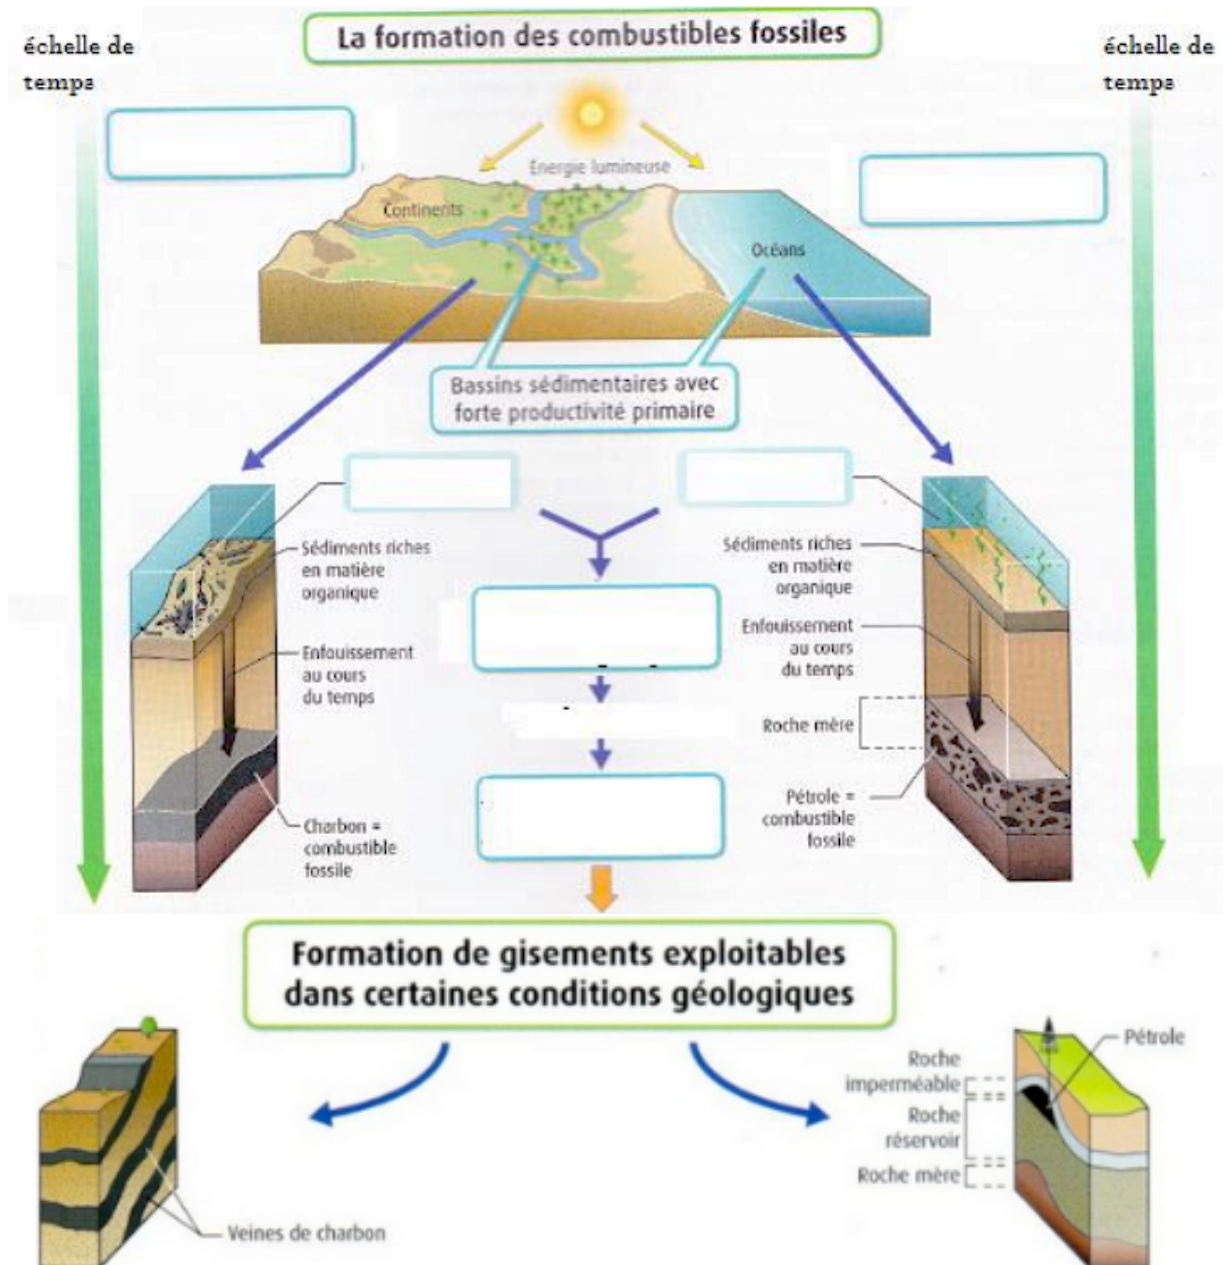 La formation des combustibles fossiles
échelle de
temps
échelle de
temps
Énergie lumineuse
Continents
Océans
Bassins sédimentaires avec
forte productivité primaire
Sédiments riches
en matière
organique
Enfouissement
au cours
du temps
Charbon =
combustible
fossile
Sédiments riches
en matière
organique
Enfouissement
au cours
du temps
Roche mère
Pétrole =
combustible
fossile
Formation de gisements exploitables
dans certaines conditions géologiques
Veines de charbon
Pétrole
Roche
imperméable
Roche
réservoir
Roche mère